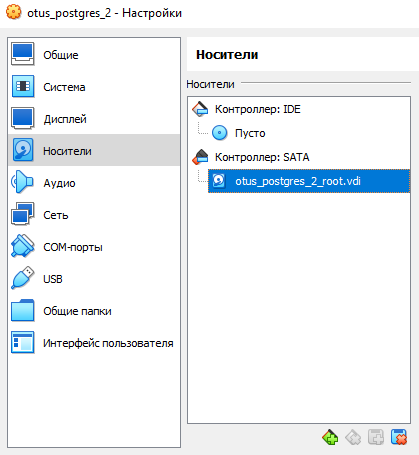 otus_postgres_2 - Настройки
Общие
Система
Дисплей
Носители
Аудио
Сеть
COM-порты
USB
Общие папки
Интерфейс пользователя
Носители
Носители
Контроллер: IDE
Пусто
Контроллер: SATA
otus_postgres_2_root.vdi